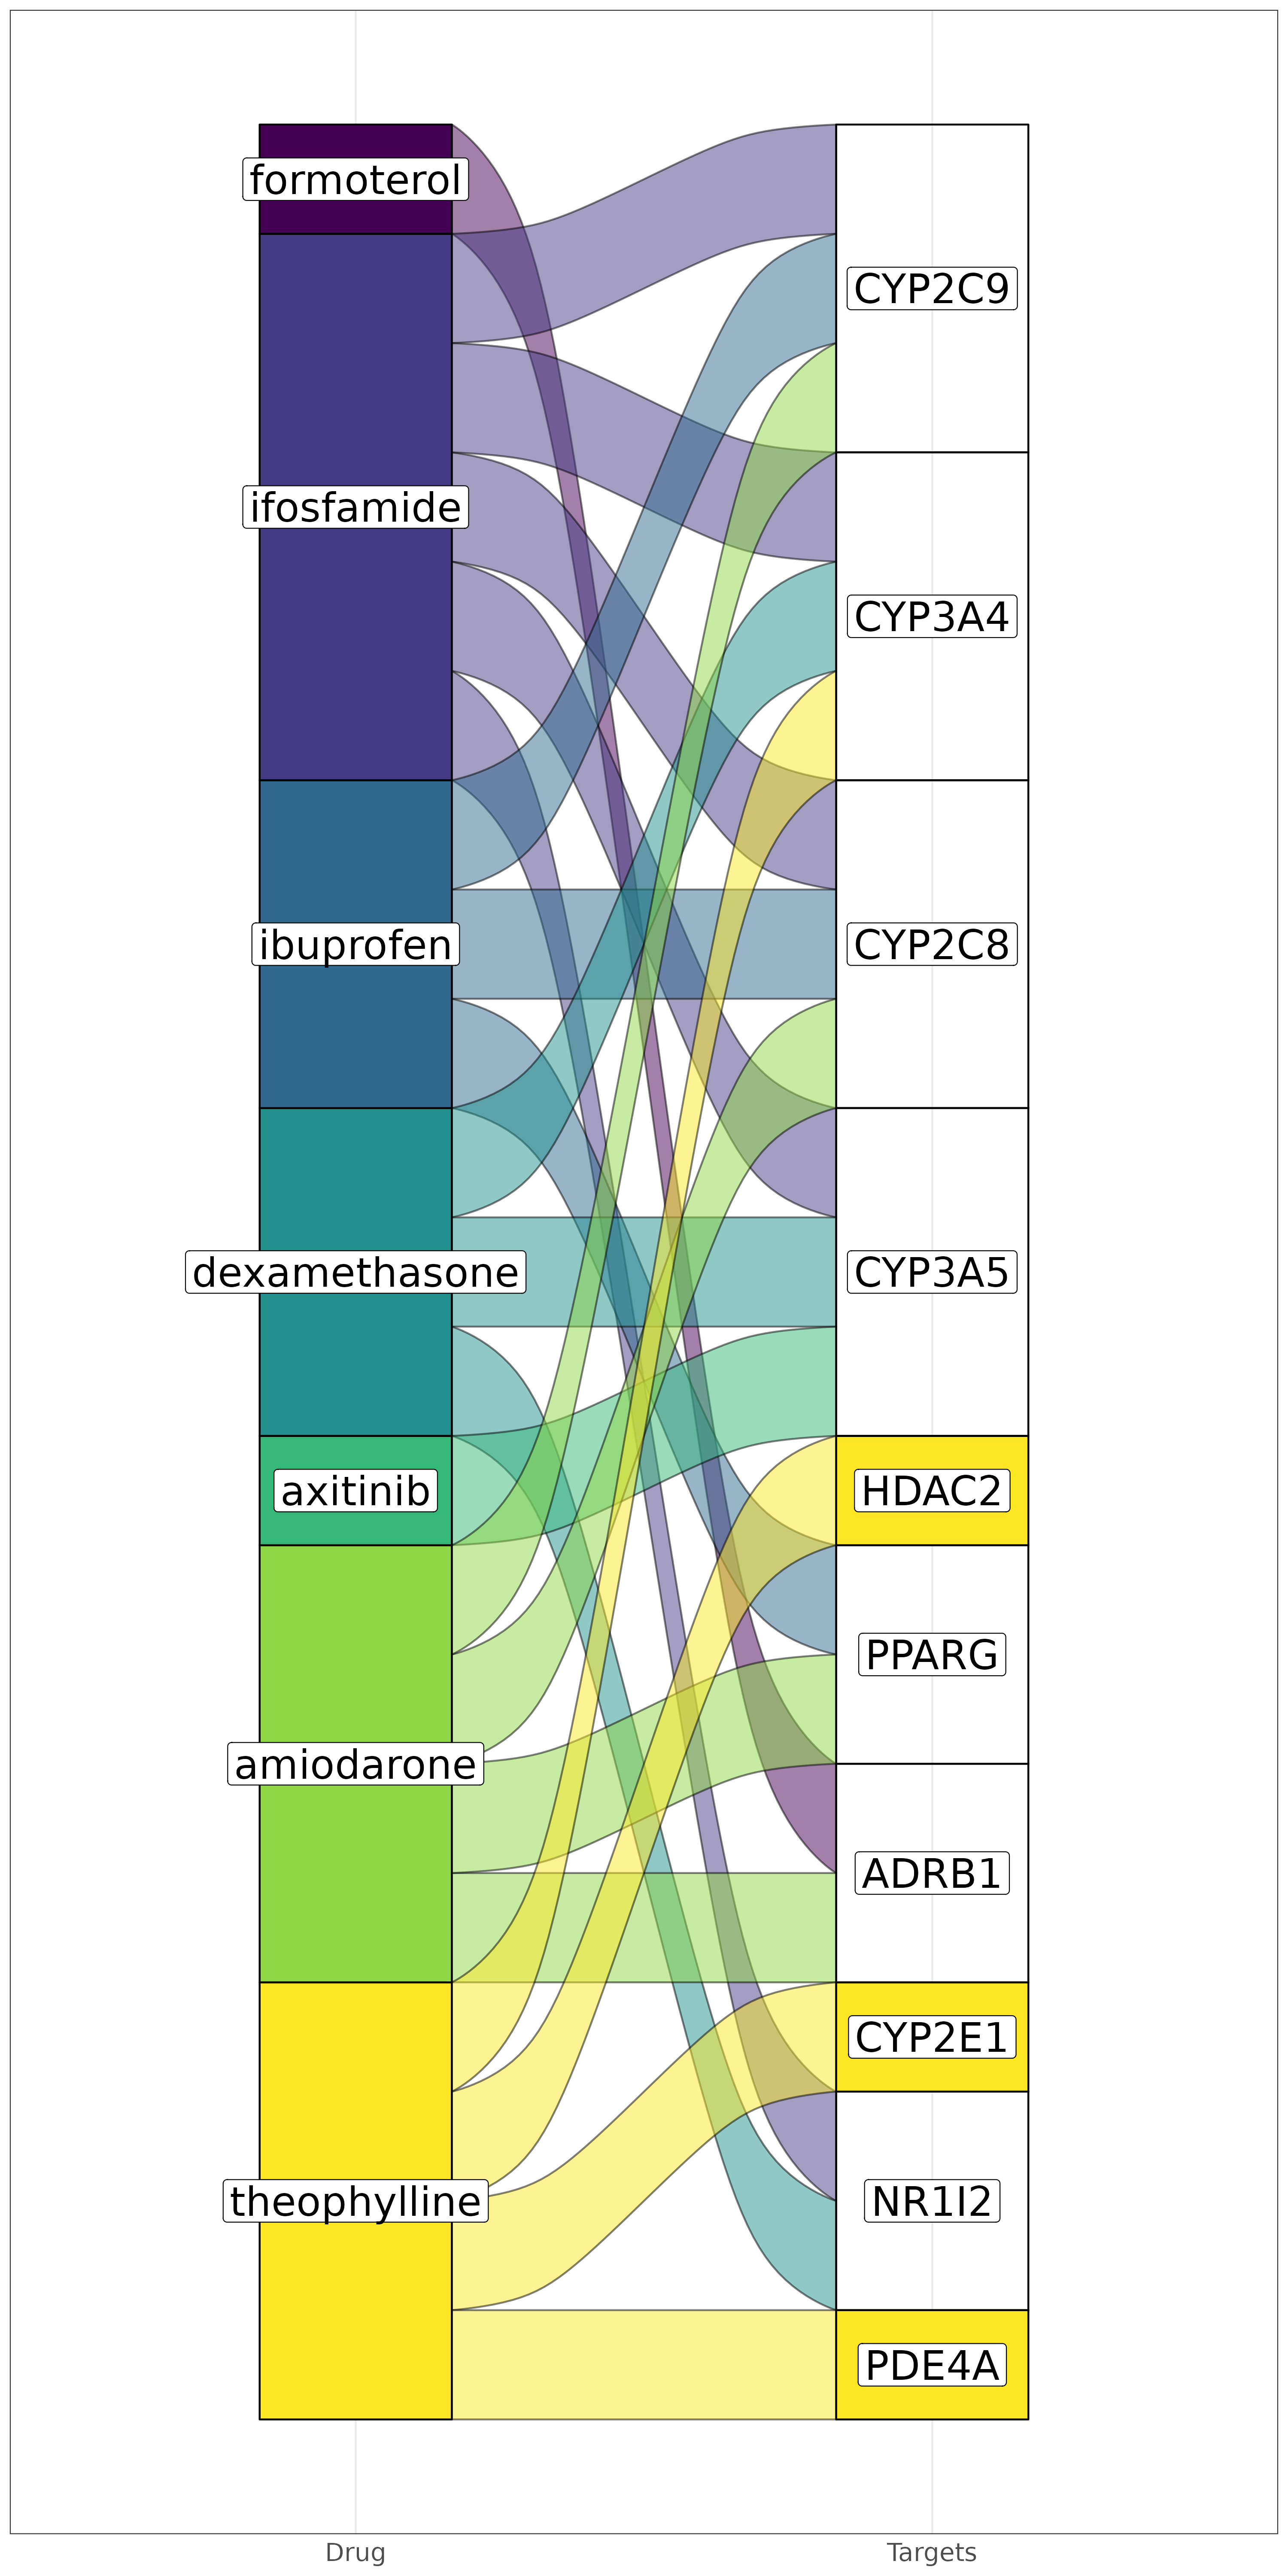 formoterol
ifosfamide
ibuprofen
dexamethasone
axitinib
amiodarone
theophylline
CYP2C9
CYP3A4
CYP2C8
CYP3A5
HDAC2
PPARG
ADRB1
CYP2E1
NR1I2
PDE4A
Drug
Targets